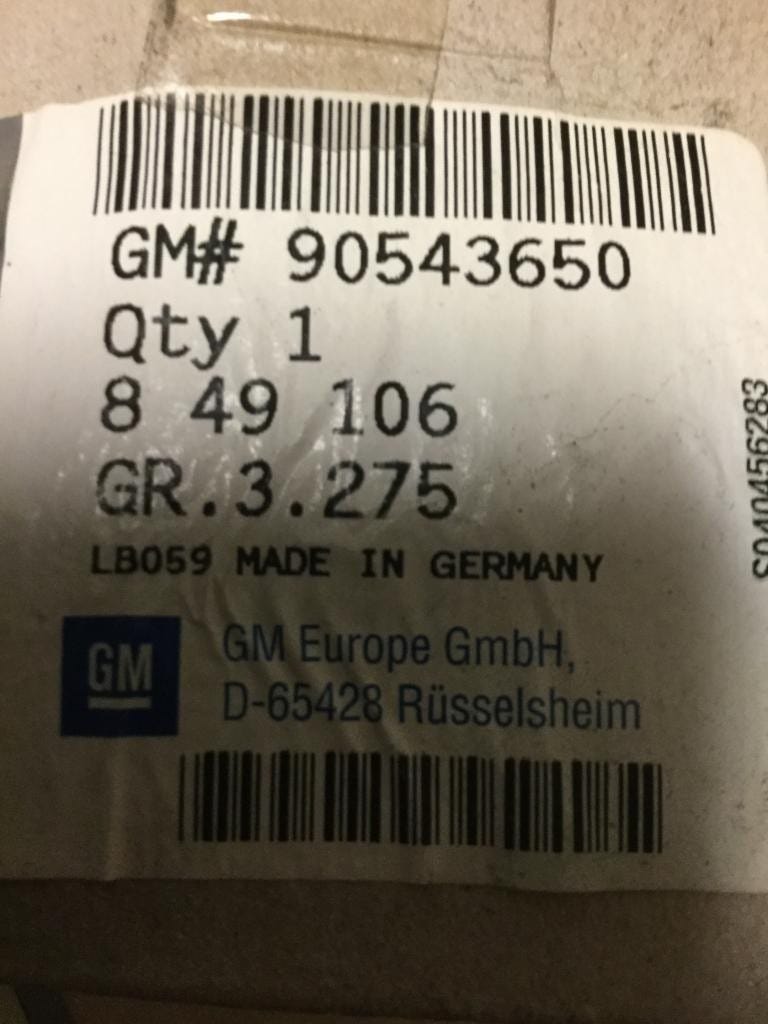 GM# 90543650
Qty 1
8 49 106
GR.3.275
LB059 MADE IN GERMANY
GM
GM Europe GmbH,
D-65428 Rüsselsheim
S040456283